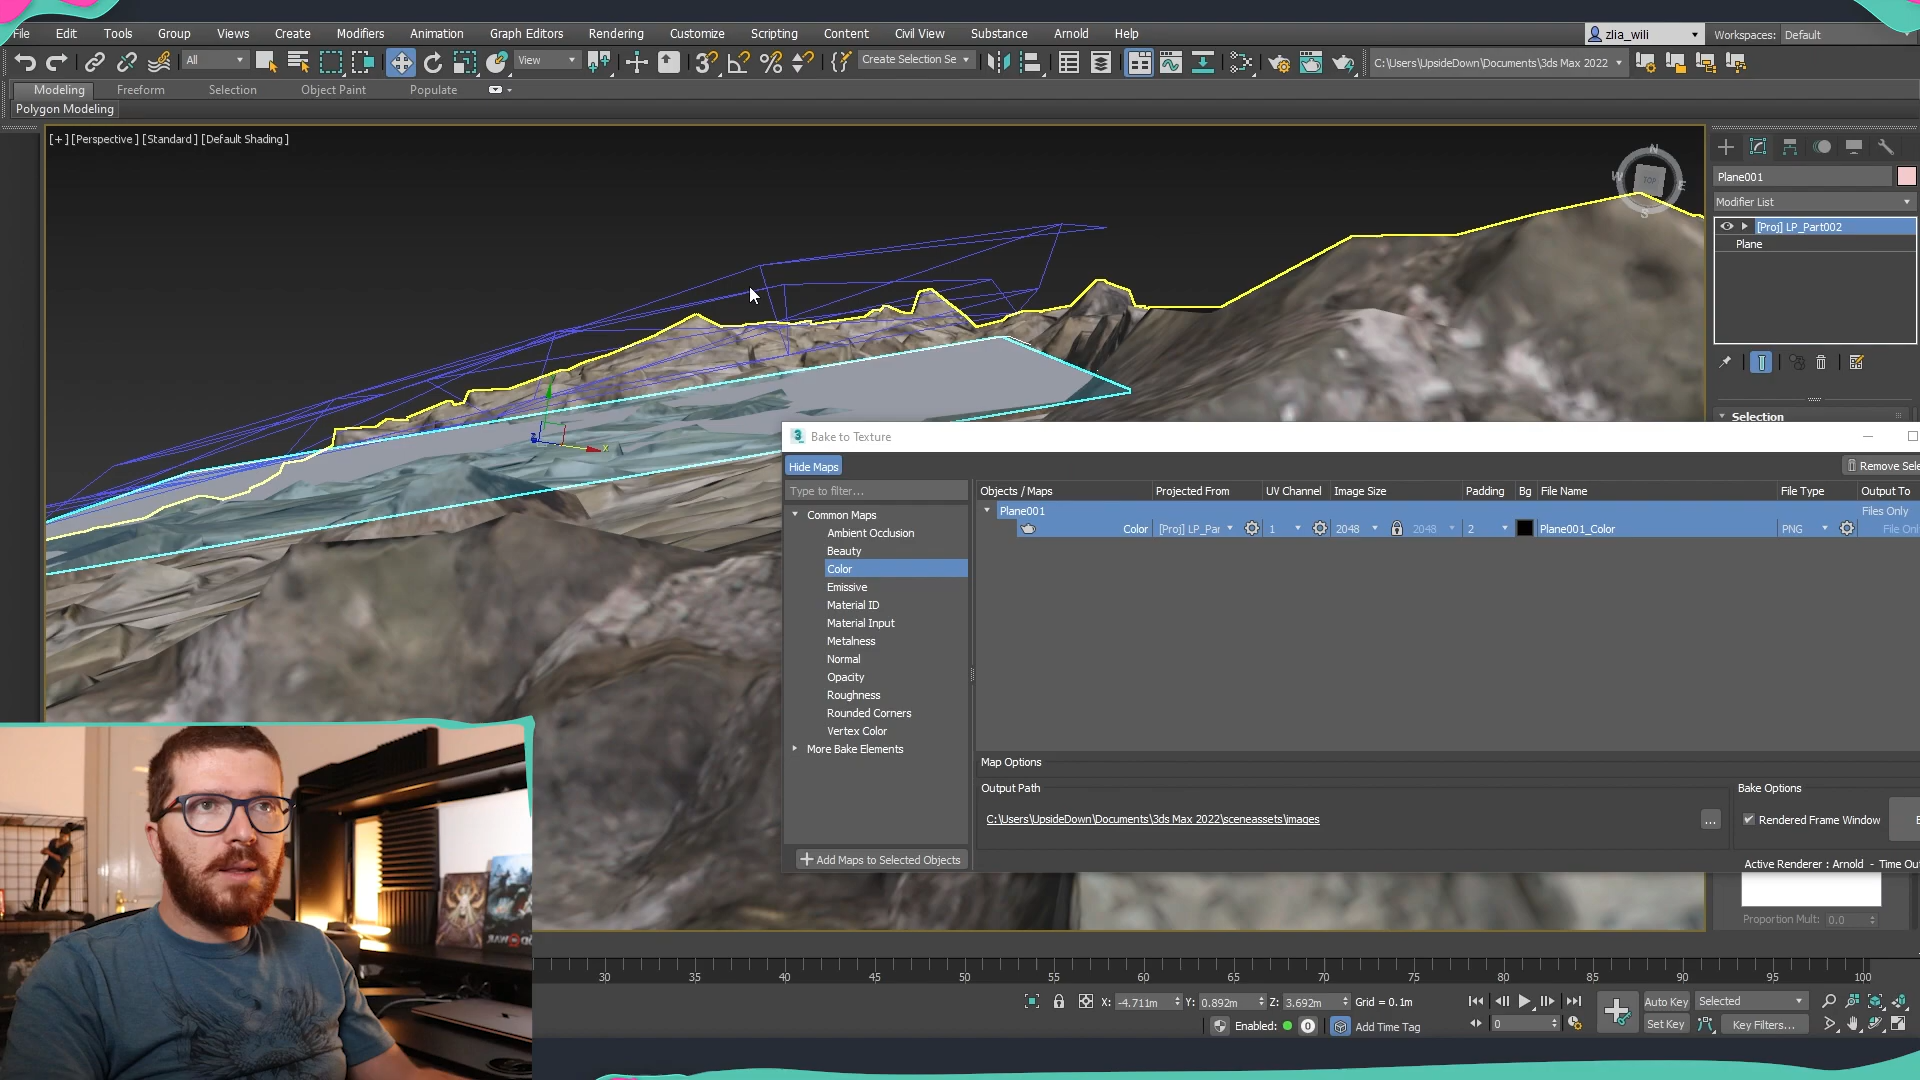 File Edit Tools Group Views Create Modifiers Animation Graph Editors Rendering Customize Scripting Content Civil View Substance Arnold Help zlia_wili Workspaces: Default
All View Create Selection Se C:\Users\UpsideDown\Documents\3ds Max 2022
Modeling Freeform Selection Object Paint Populate
Polygon Modeling
[+] [Perspective ] [Standard ] [Default Shading ]
N
W TOP E
S
Plane001
Modifier List
[Proj] LP_Part002
Plane
Selection
x
3 Bake to Texture
Hide Maps Remove Sele
Type to filter... Objects / Maps Projected From UV Channel Image Size Padding Bg File Name File Type Output To
Common Maps Plane001 Files Only
Ambient Occlusion Color [Proj] LP_Par 1 2048 2048 2 Plane001_Color PNG File Onl
Beauty
Color
Emissive
Material ID
Material Input
Metalness
Normal
Opacity
Roughness
Rounded Corners
Vertex Color
More Bake Elements
Map Options
Output Path Bake Options
C:\Users\UpsideDown\Documents\3ds Max 2022\sceneassets\images ... Rendered Frame Window
Add Maps to Selected Objects Active Renderer : Arnold - Time Out
Proportion Mult: 0.0
30 35 40 45 50 55 60 65 70 75 80 85 90 95 100
X: -4.711m Y: 0.892m Z: 3.692m Grid = 0.1m Auto Key Selected
Enabled: 0 Add Time Tag 0 Set Key Key Filters...